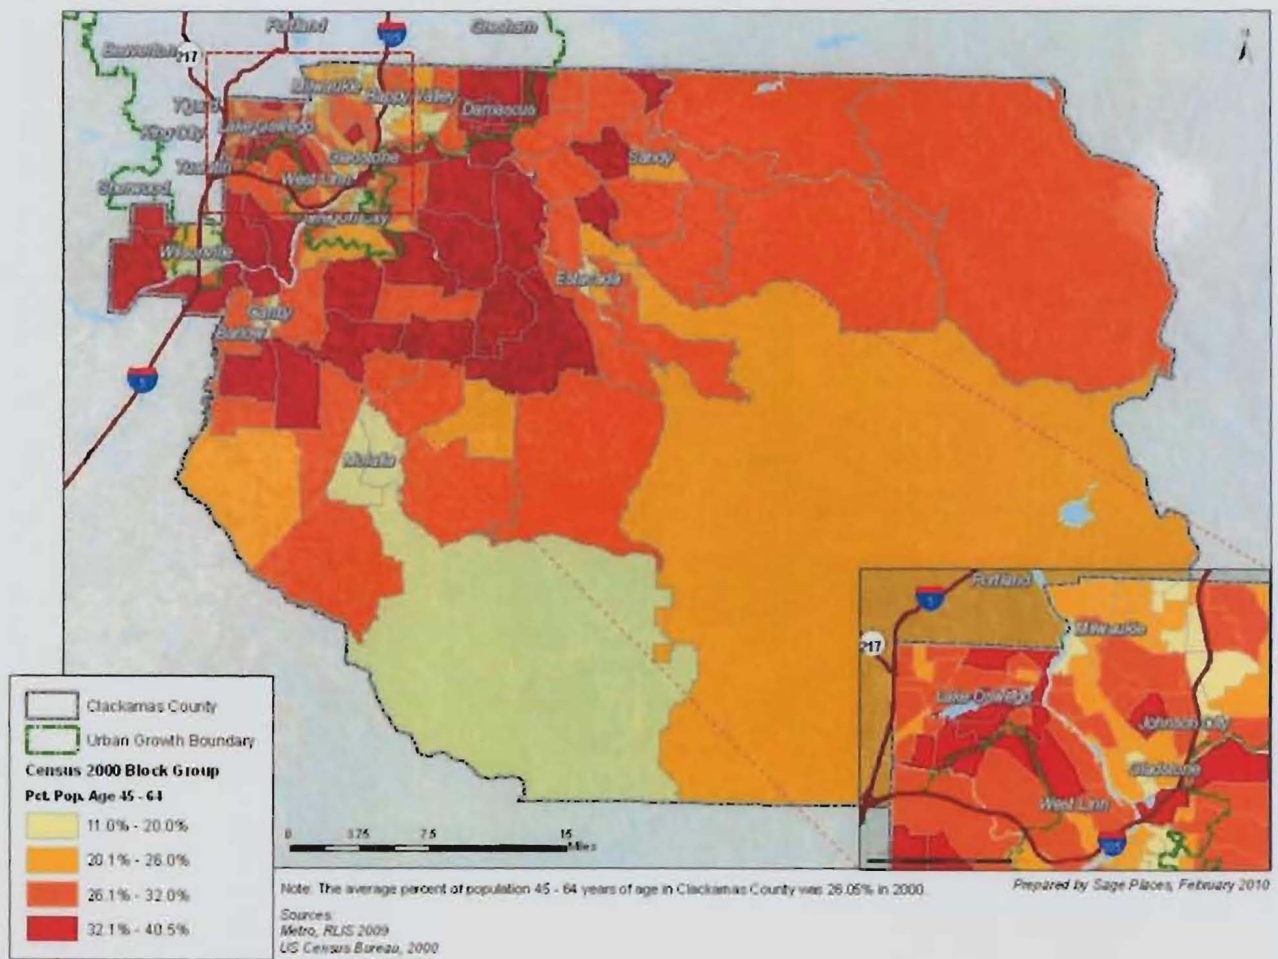 Portland
205
Gresham
Beaverton
217
Milwaukie
Happy Valley
Tigard
Damascus
King City
Lake Oswego
Gladstone
Sandy
Tualatin
West Linn
Sherwood
Wilsonville
Estacada
Canby
Barlow
5
Molalla
Portland
5
Milwaukie
217
Lake Oswego
Johnson City
Gladstone
West Linn
205
Clackamas County
Urban Growth Boundary
Census 2000 Block Group
Pct. Pop. Age 45 - 64
11.0% - 20.0%
20.1% - 26.0%
26.1% - 32.0%
32.1% - 40.5%
0 3.75 7.5 15
Miles
Note: The average percent of population 45 - 64 years of age in Clackamas County was 26.05% in 2000.
Prepared by Sage Places, February 2010
Sources
Metro, RLIS 2009
US Census Bureau, 2000